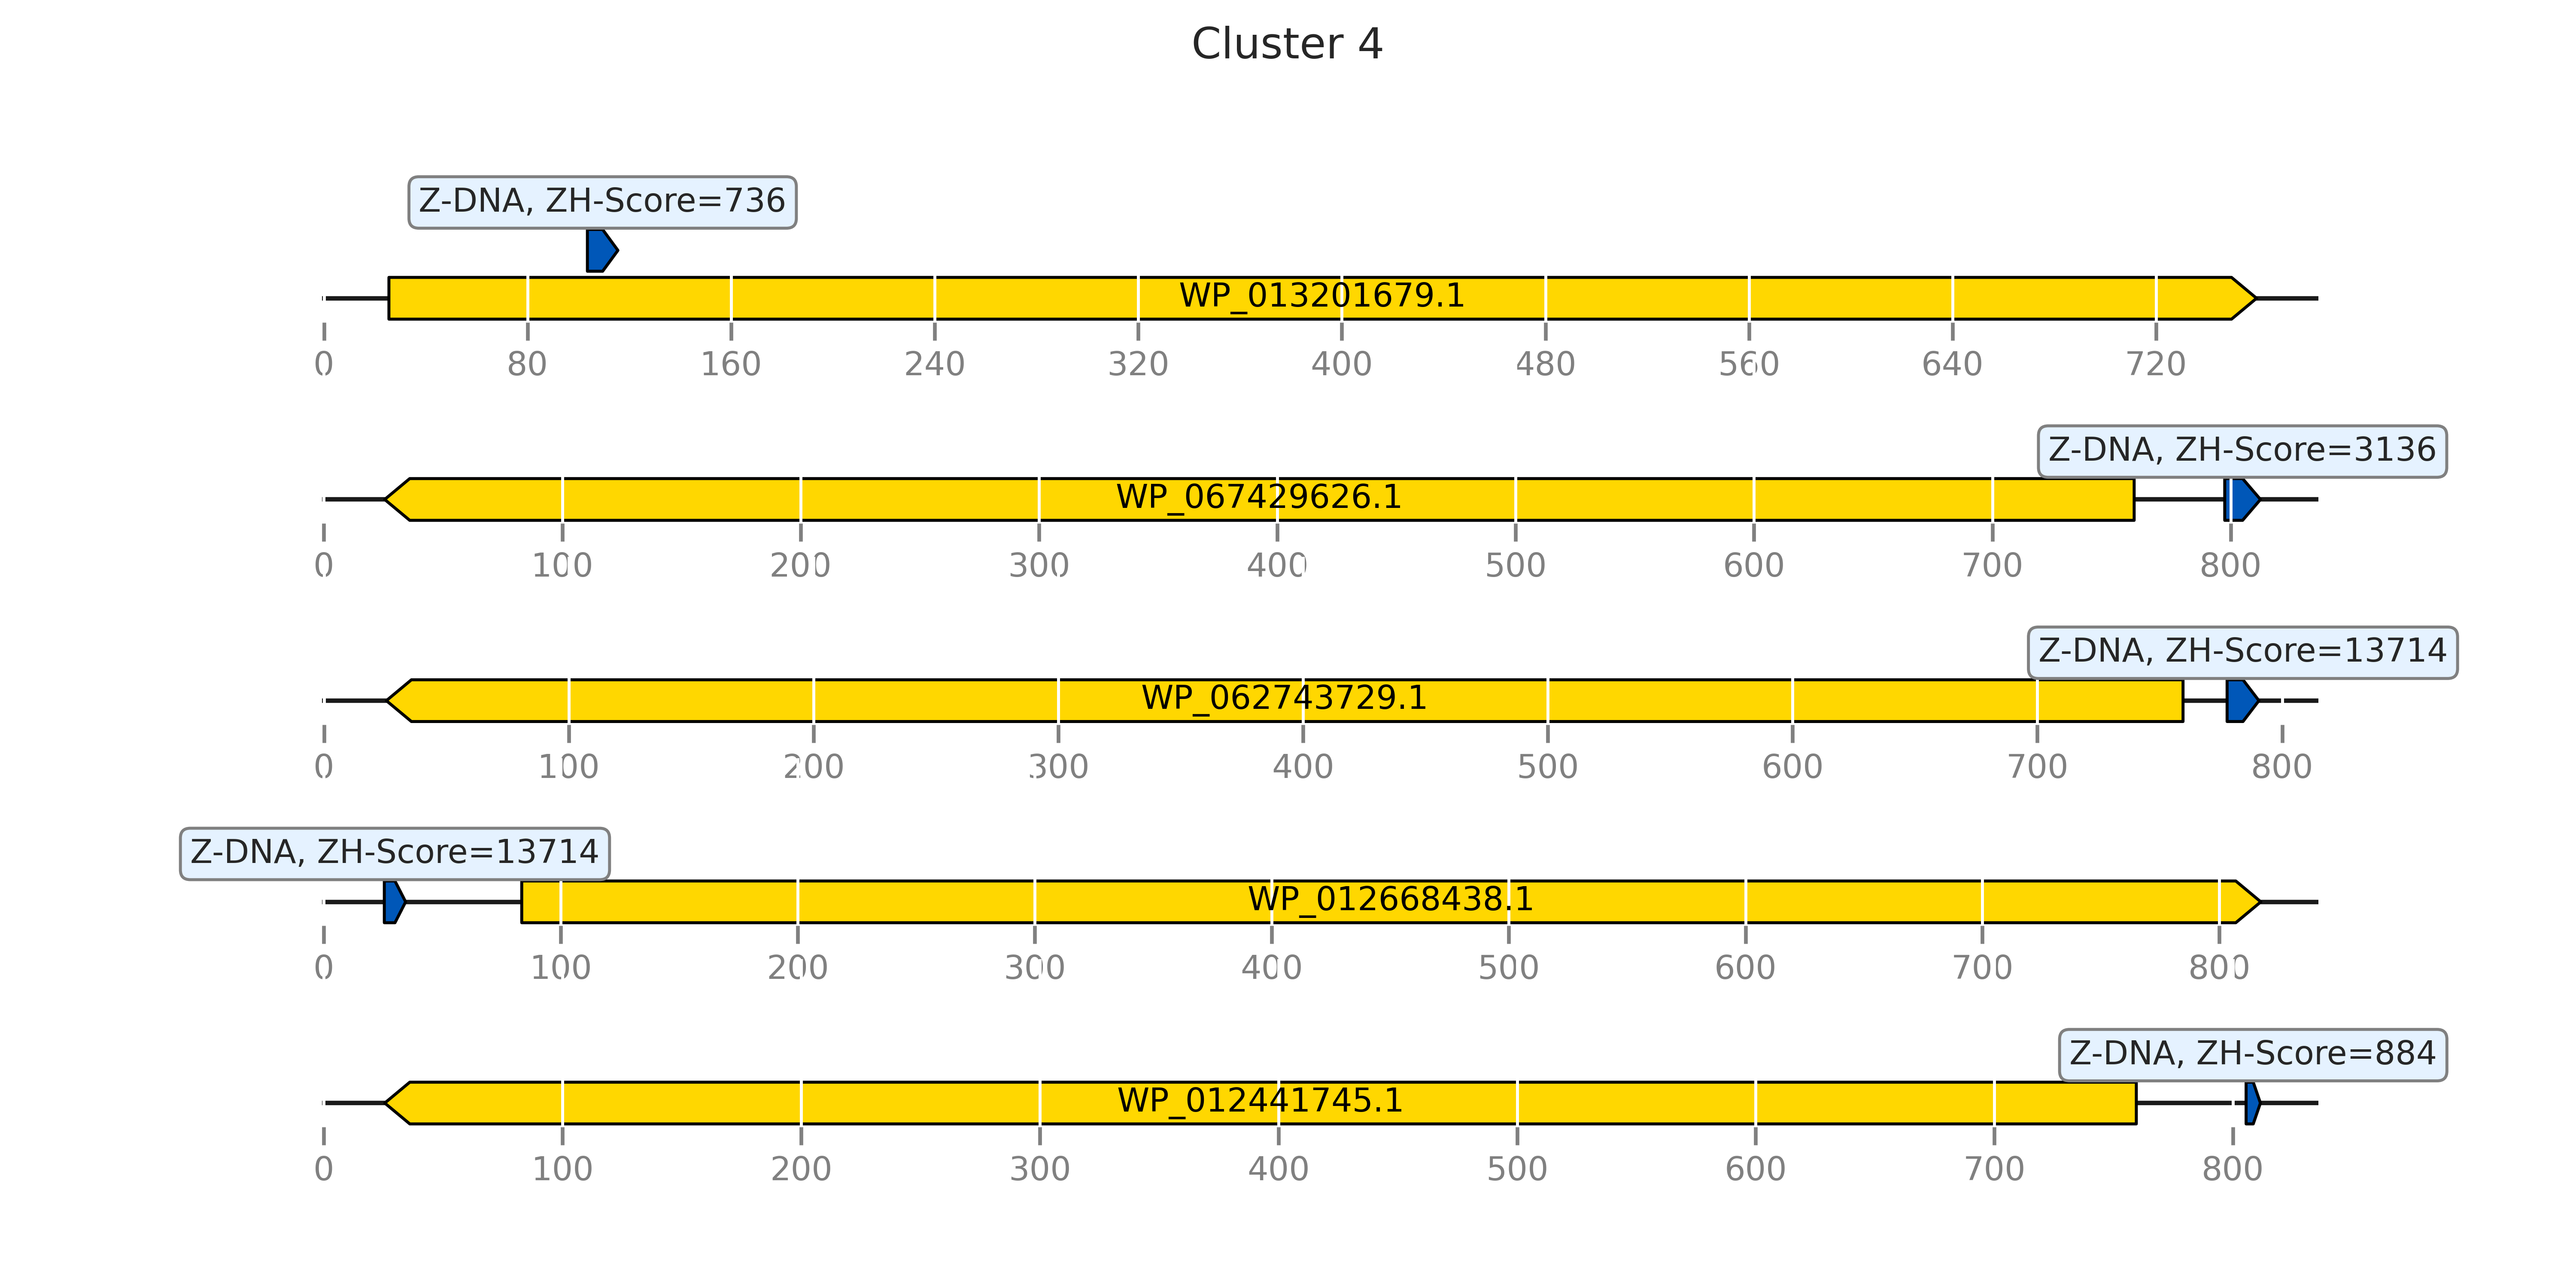 Cluster 4
Z-DNA, ZH-Score=736
WP_013201679.1
0 80 160 240 320 400 480 560 640 720
Z-DNA, ZH-Score=3136
WP_067429626.1
0 100 200 300 400 500 600 700 800
Z-DNA, ZH-Score=13714
WP_062743729.1
0 100 200 300 400 500 600 700 800
Z-DNA, ZH-Score=13714
WP_012668438.1
0 100 200 300 400 500 600 700 800
Z-DNA, ZH-Score=884
WP_012441745.1
0 100 200 300 400 500 600 700 800